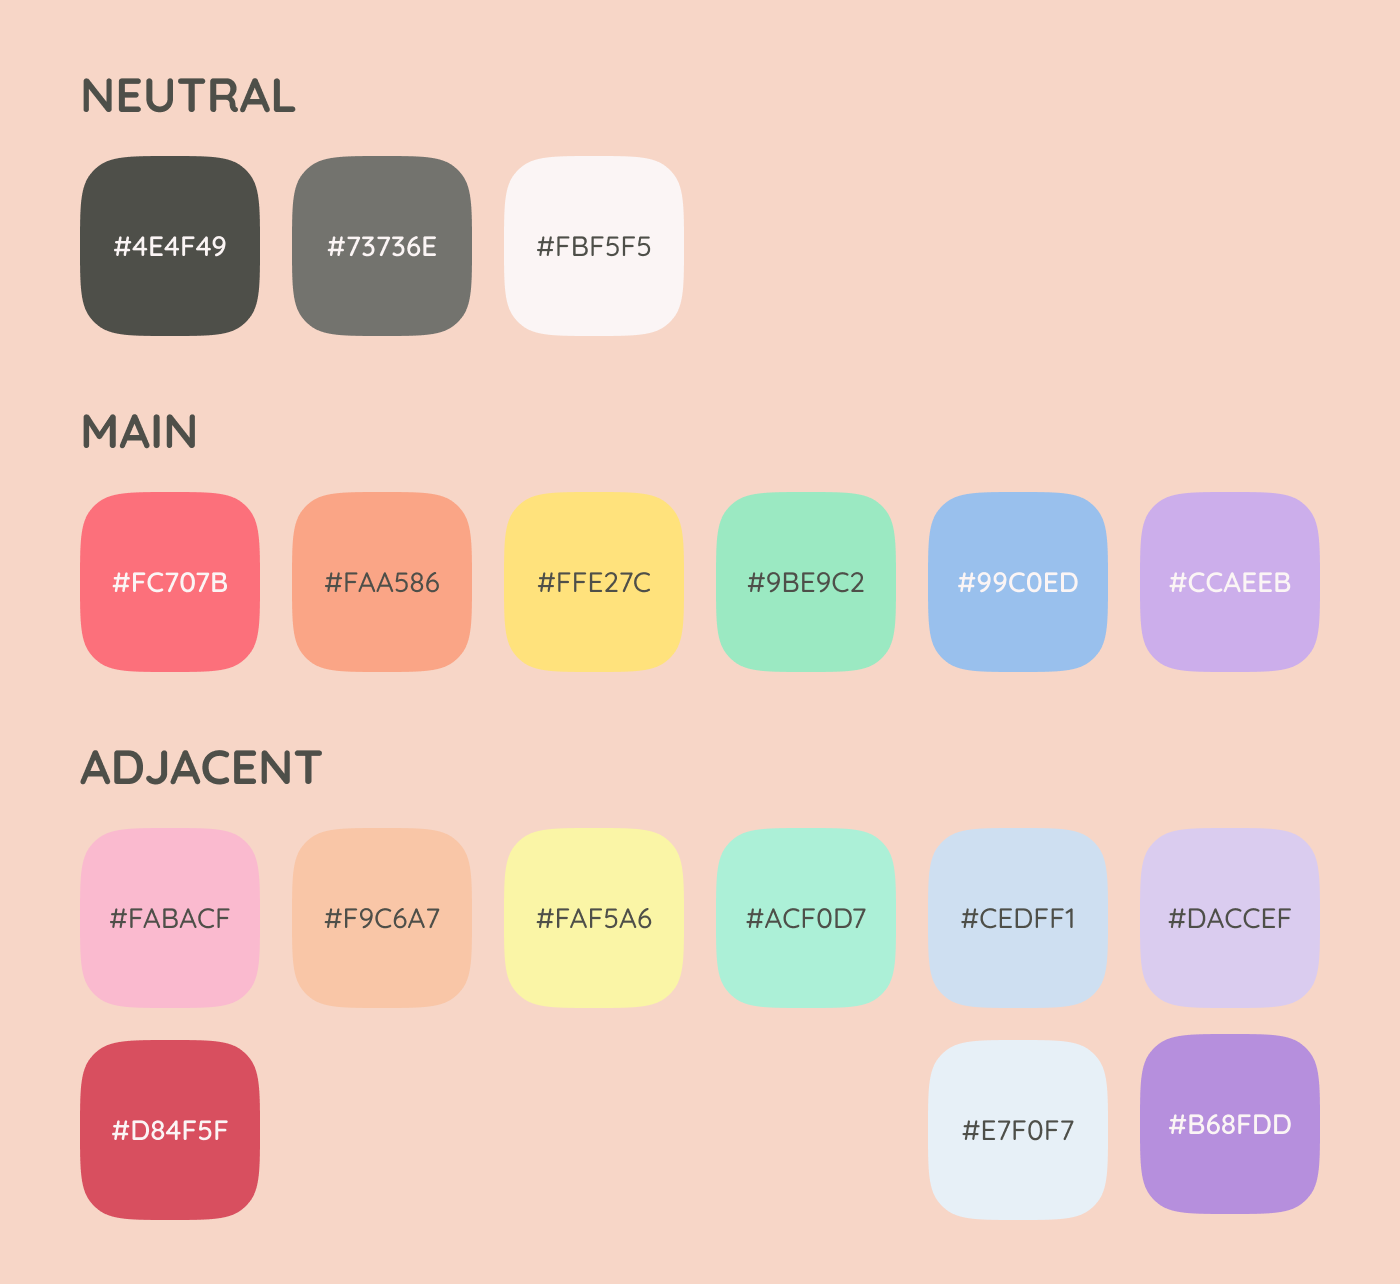 NEUTRAL
#4E4F49 #73736E #FBF5F5
MAIN
#FC707B #FAA586 #FFE27C #9BE9C2 #99C0ED #CCAEEB
ADJACENT
#FABACF #F9C6A7 #FAF5A6 #ACF0D7 #CEDFF1 #DACCEF
#D84F5F #E7F0F7 #B68FDD